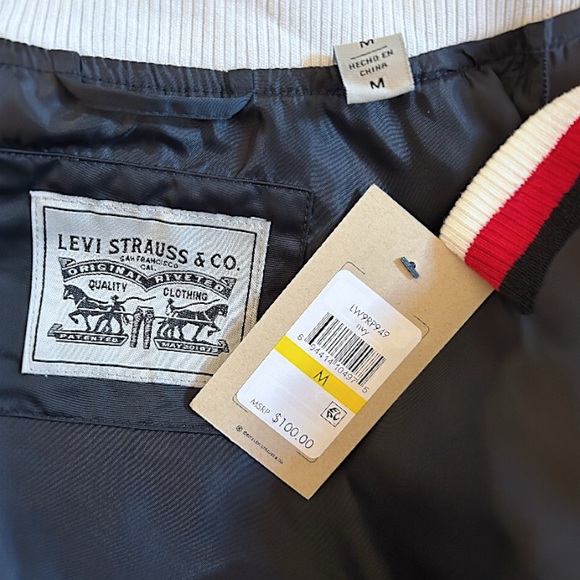 M
HECHO EN
CHINA
M
LEVI STRAUSS & CO.
SAN FRANCISCO
CAL.
ORIGINAL RIVETED
QUALITY CLOTHING
PATENTED MAY 20 1873
LW9RP949
nvy
M
MSRP $100.00